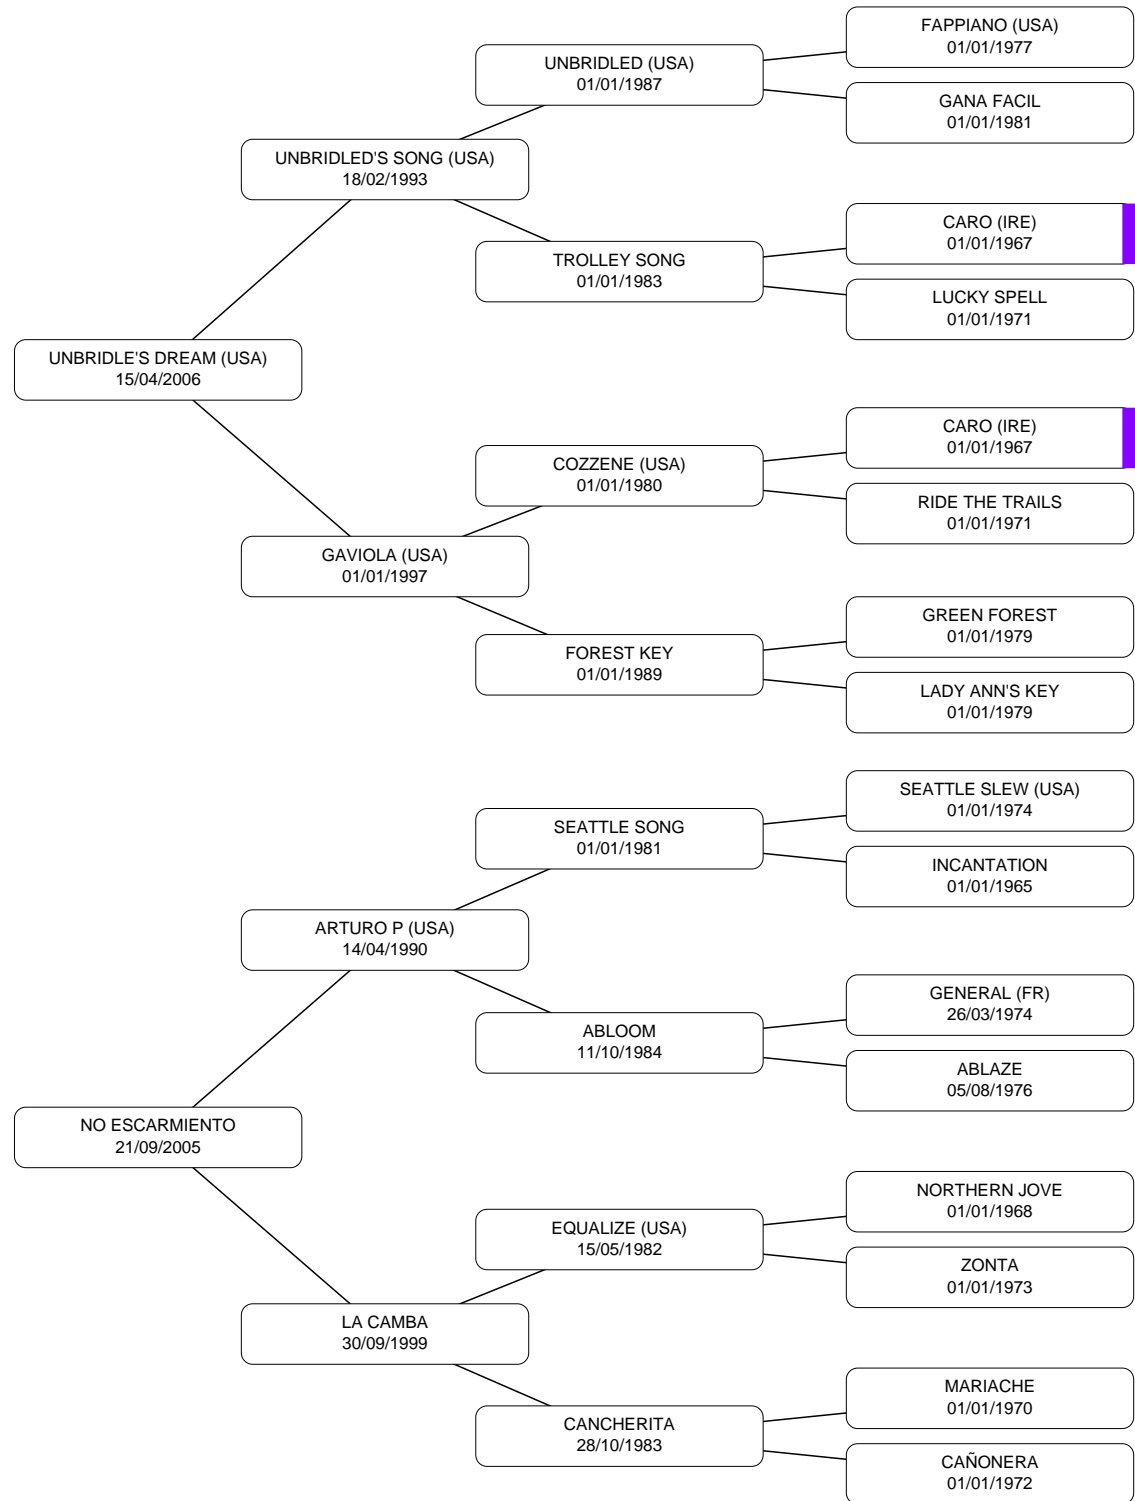 FAPPIANO (USA)
01/01/1977
UNBRIDLED (USA)
01/01/1987
GANA FACIL
01/01/1981
UNBRIDLED'S SONG (USA)
18/02/1993
CARO (IRE)
01/01/1967
TROLLEY SONG
01/01/1983
LUCKY SPELL
01/01/1971
UNBRIDLE'S DREAM (USA)
15/04/2006
CARO (IRE)
01/01/1967
COZZENE (USA)
01/01/1980
RIDE THE TRAILS
01/01/1971
GAVIOLA (USA)
01/01/1997
GREEN FOREST
01/01/1979
FOREST KEY
01/01/1989
LADY ANN'S KEY
01/01/1979
SEATTLE SLEW (USA)
01/01/1974
SEATTLE SONG
01/01/1981
INCANTATION
01/01/1965
ARTURO P (USA)
14/04/1990
GENERAL (FR)
26/03/1974
ABLOOM
11/10/1984
ABLAZE
05/08/1976
NO ESCARMIENTO
21/09/2005
NORTHERN JOVE
01/01/1968
EQUALIZE (USA)
15/05/1982
ZONTA
01/01/1973
LA CAMBA
30/09/1999
MARIACHE
01/01/1970
CANCHERITA
28/10/1983
CAÑONERA
01/01/1972